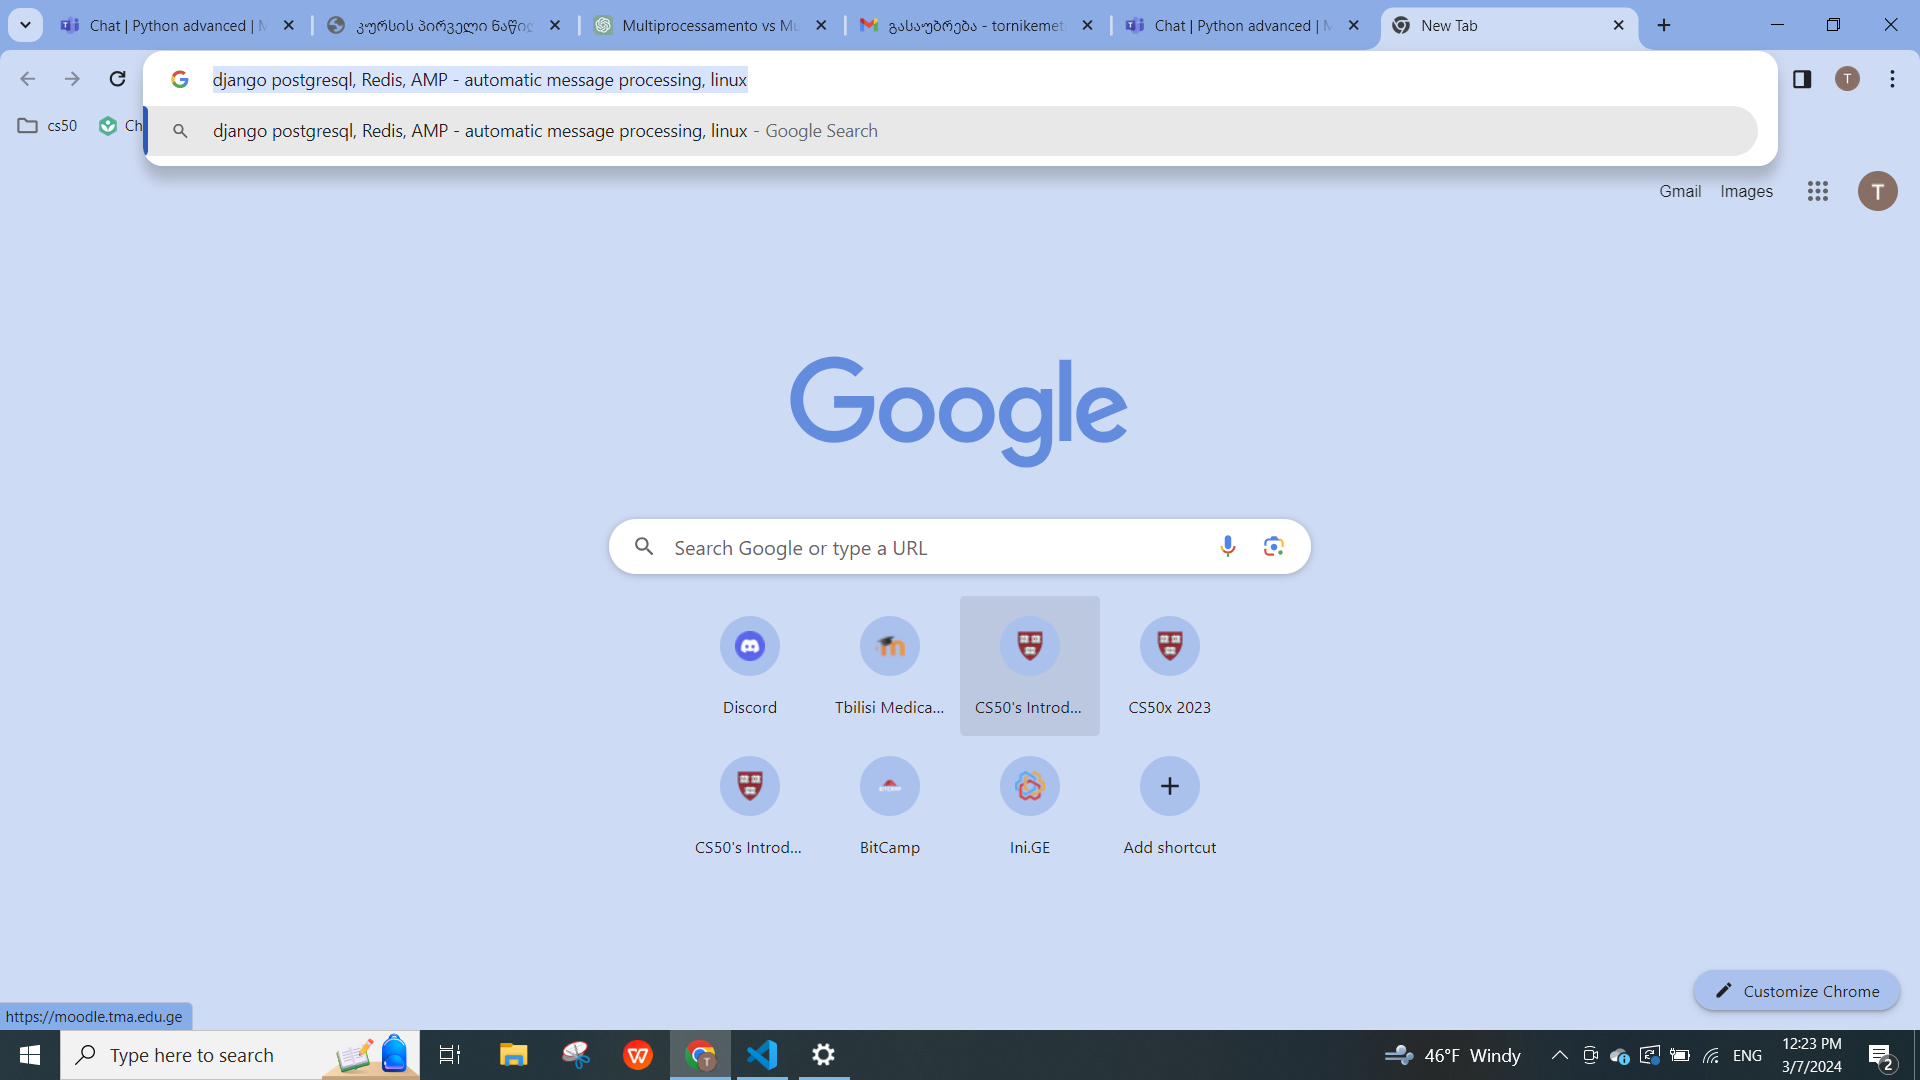 Chat | Python advanced | M
კურსის პირველი ნაწილ
Multiprocessamento vs Mu
გასაუბრება - tornikemet
Chat | Python advanced | M
New Tab
django postgresql, Redis, AMP - automatic message processing, linux
T
cs50
Ch
django postgresql, Redis, AMP - automatic message processing, linux - Google Search
Gmail
Images
T
Google
Search Google or type a URL
Discord
Tbilisi Medica...
CS50's Introd...
CS50x 2023
CS50's Introd...
BitCamp
Ini.GE
Add shortcut
Customize Chrome
https://moodle.tma.edu.ge
Type here to search
46°F Windy
ENG
12:23 PM
3/7/2024
2